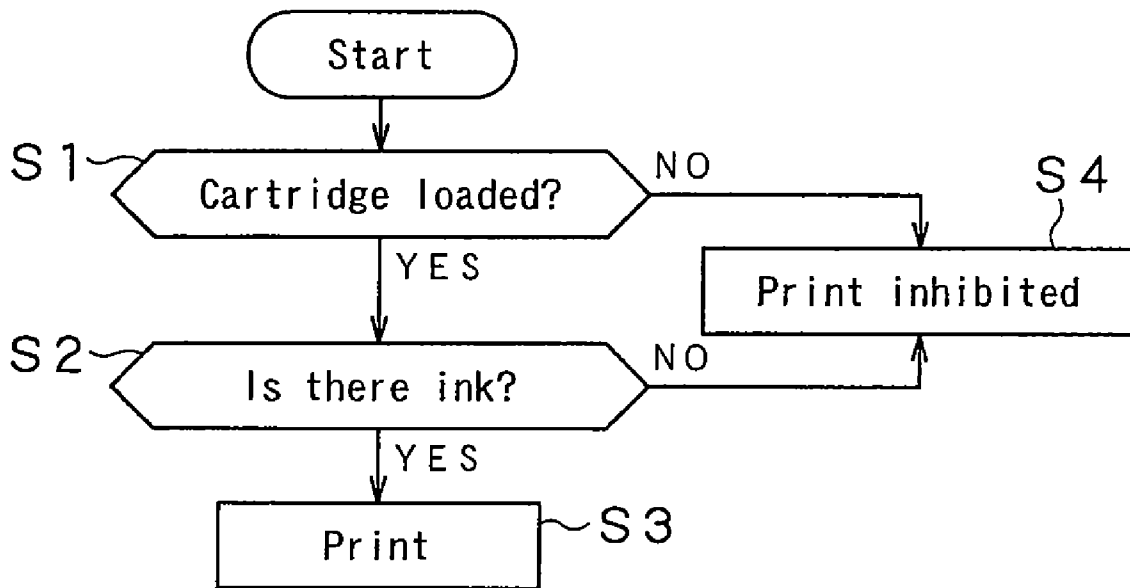 Start
S1
Cartridge loaded?
NO
S4
YES
Print inhibited
S2
Is there ink?
NO
YES
Print
S3